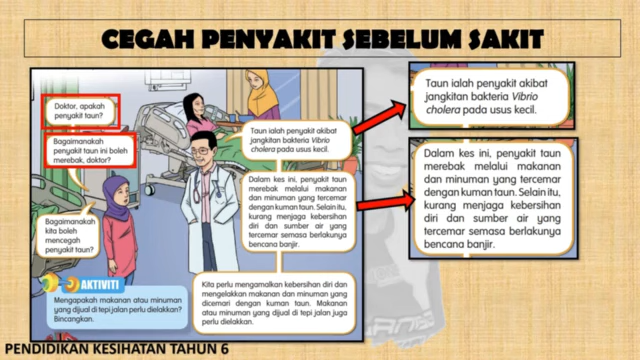 CEGAH PENYAKIT SEBELUM SAKIT
Doktor, apakah
penyakit taun?
Bagaimanakah
penyakit taun ini boleh
merebak, doktor?
Bagaimanakah
kita boleh
mencegah
penyakit taun?
Taun ialah penyakit akibat
jangkitan bakteria Vibrio
cholera pada usus kecil.
Dalam kes ini, penyakit taun
merebak melalui makanan
dan minuman yang tercemar
dengan kuman taun. Selain itu,
kurang menjaga kebersihan
diri dan sumber air yang
tercemar semasa berlakunya
bencana banjir.
Kita perlu mengamalkan kebersihan diri dan
mengelakkan makanan dan minuman yang
dicemari dengan kuman taun. Makanan
atau minuman yang dijual di tepi jalan juga
perlu dielakkan.
AKTIVITI
Mengapakah makanan atau minuman
yang dijual di tepi jalan perlu dielakkan?
Bincangkan.
Taun ialah penyakit akibat
jangkitan bakteria Vibrio
cholera pada usus kecil.
Dalam kes ini, penyakit taun
merebak melalui makanan
dan minuman yang tercemar
dengan kuman taun. Selain itu,
kurang menjaga kebersihan
diri dan sumber air yang
tercemar semasa berlakunya
bencana banjir.
PENDIDIKAN KESIHATAN TAHUN 6